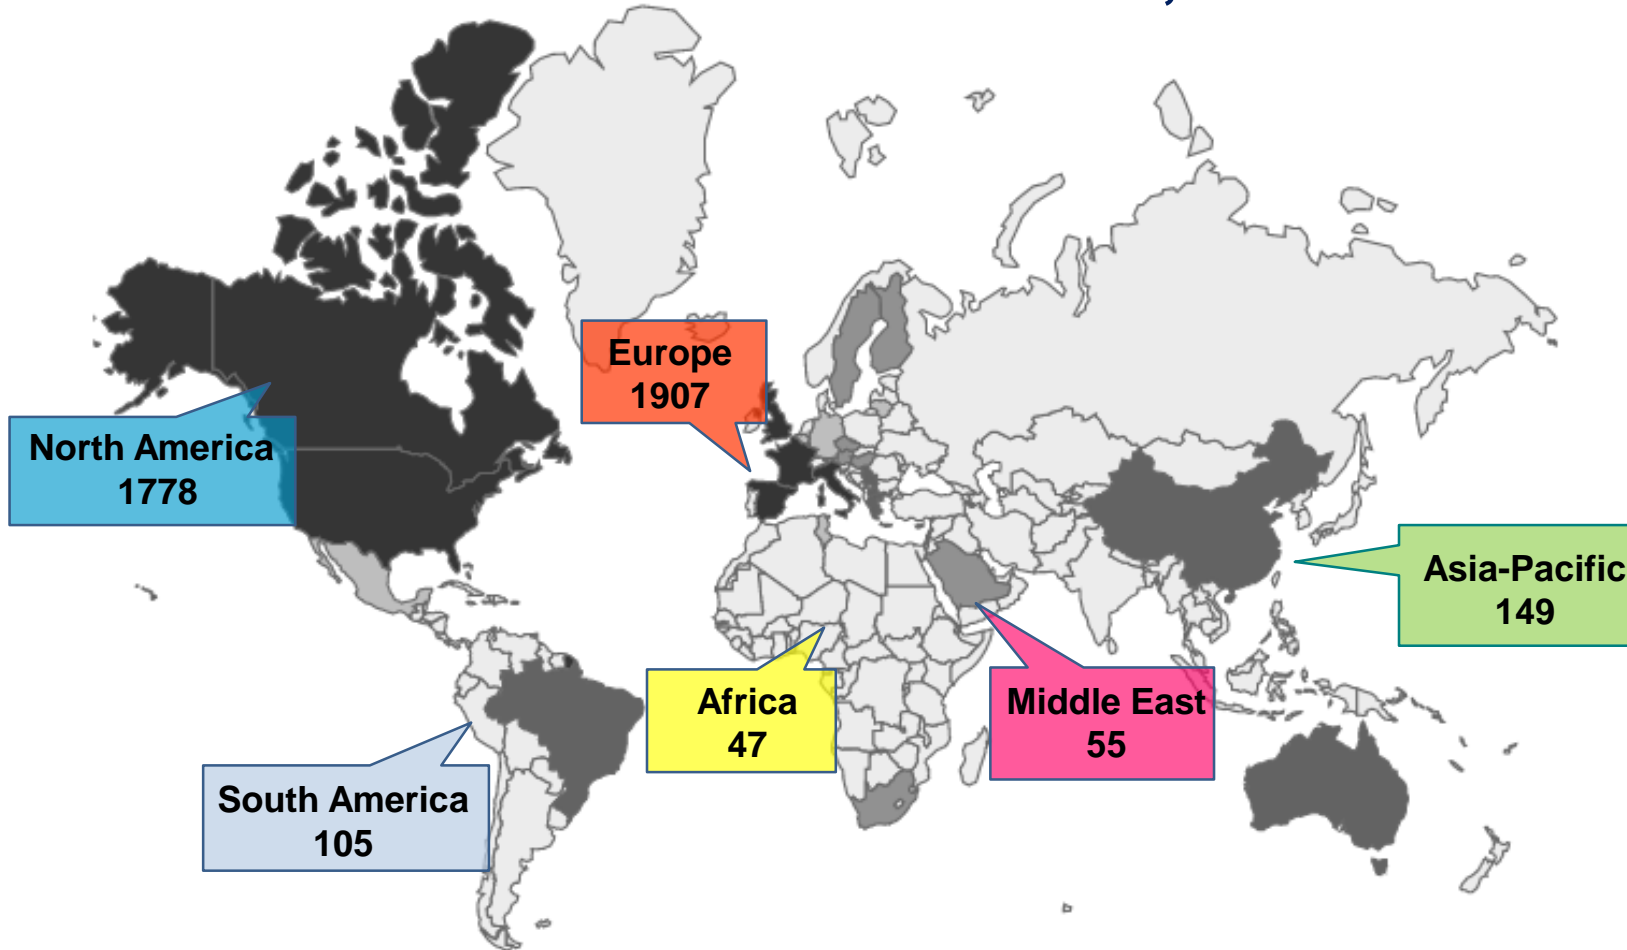 Europe
1907
North America
1778
Asia-Pacific
149
Africa
47
Middle East
55
South America
105